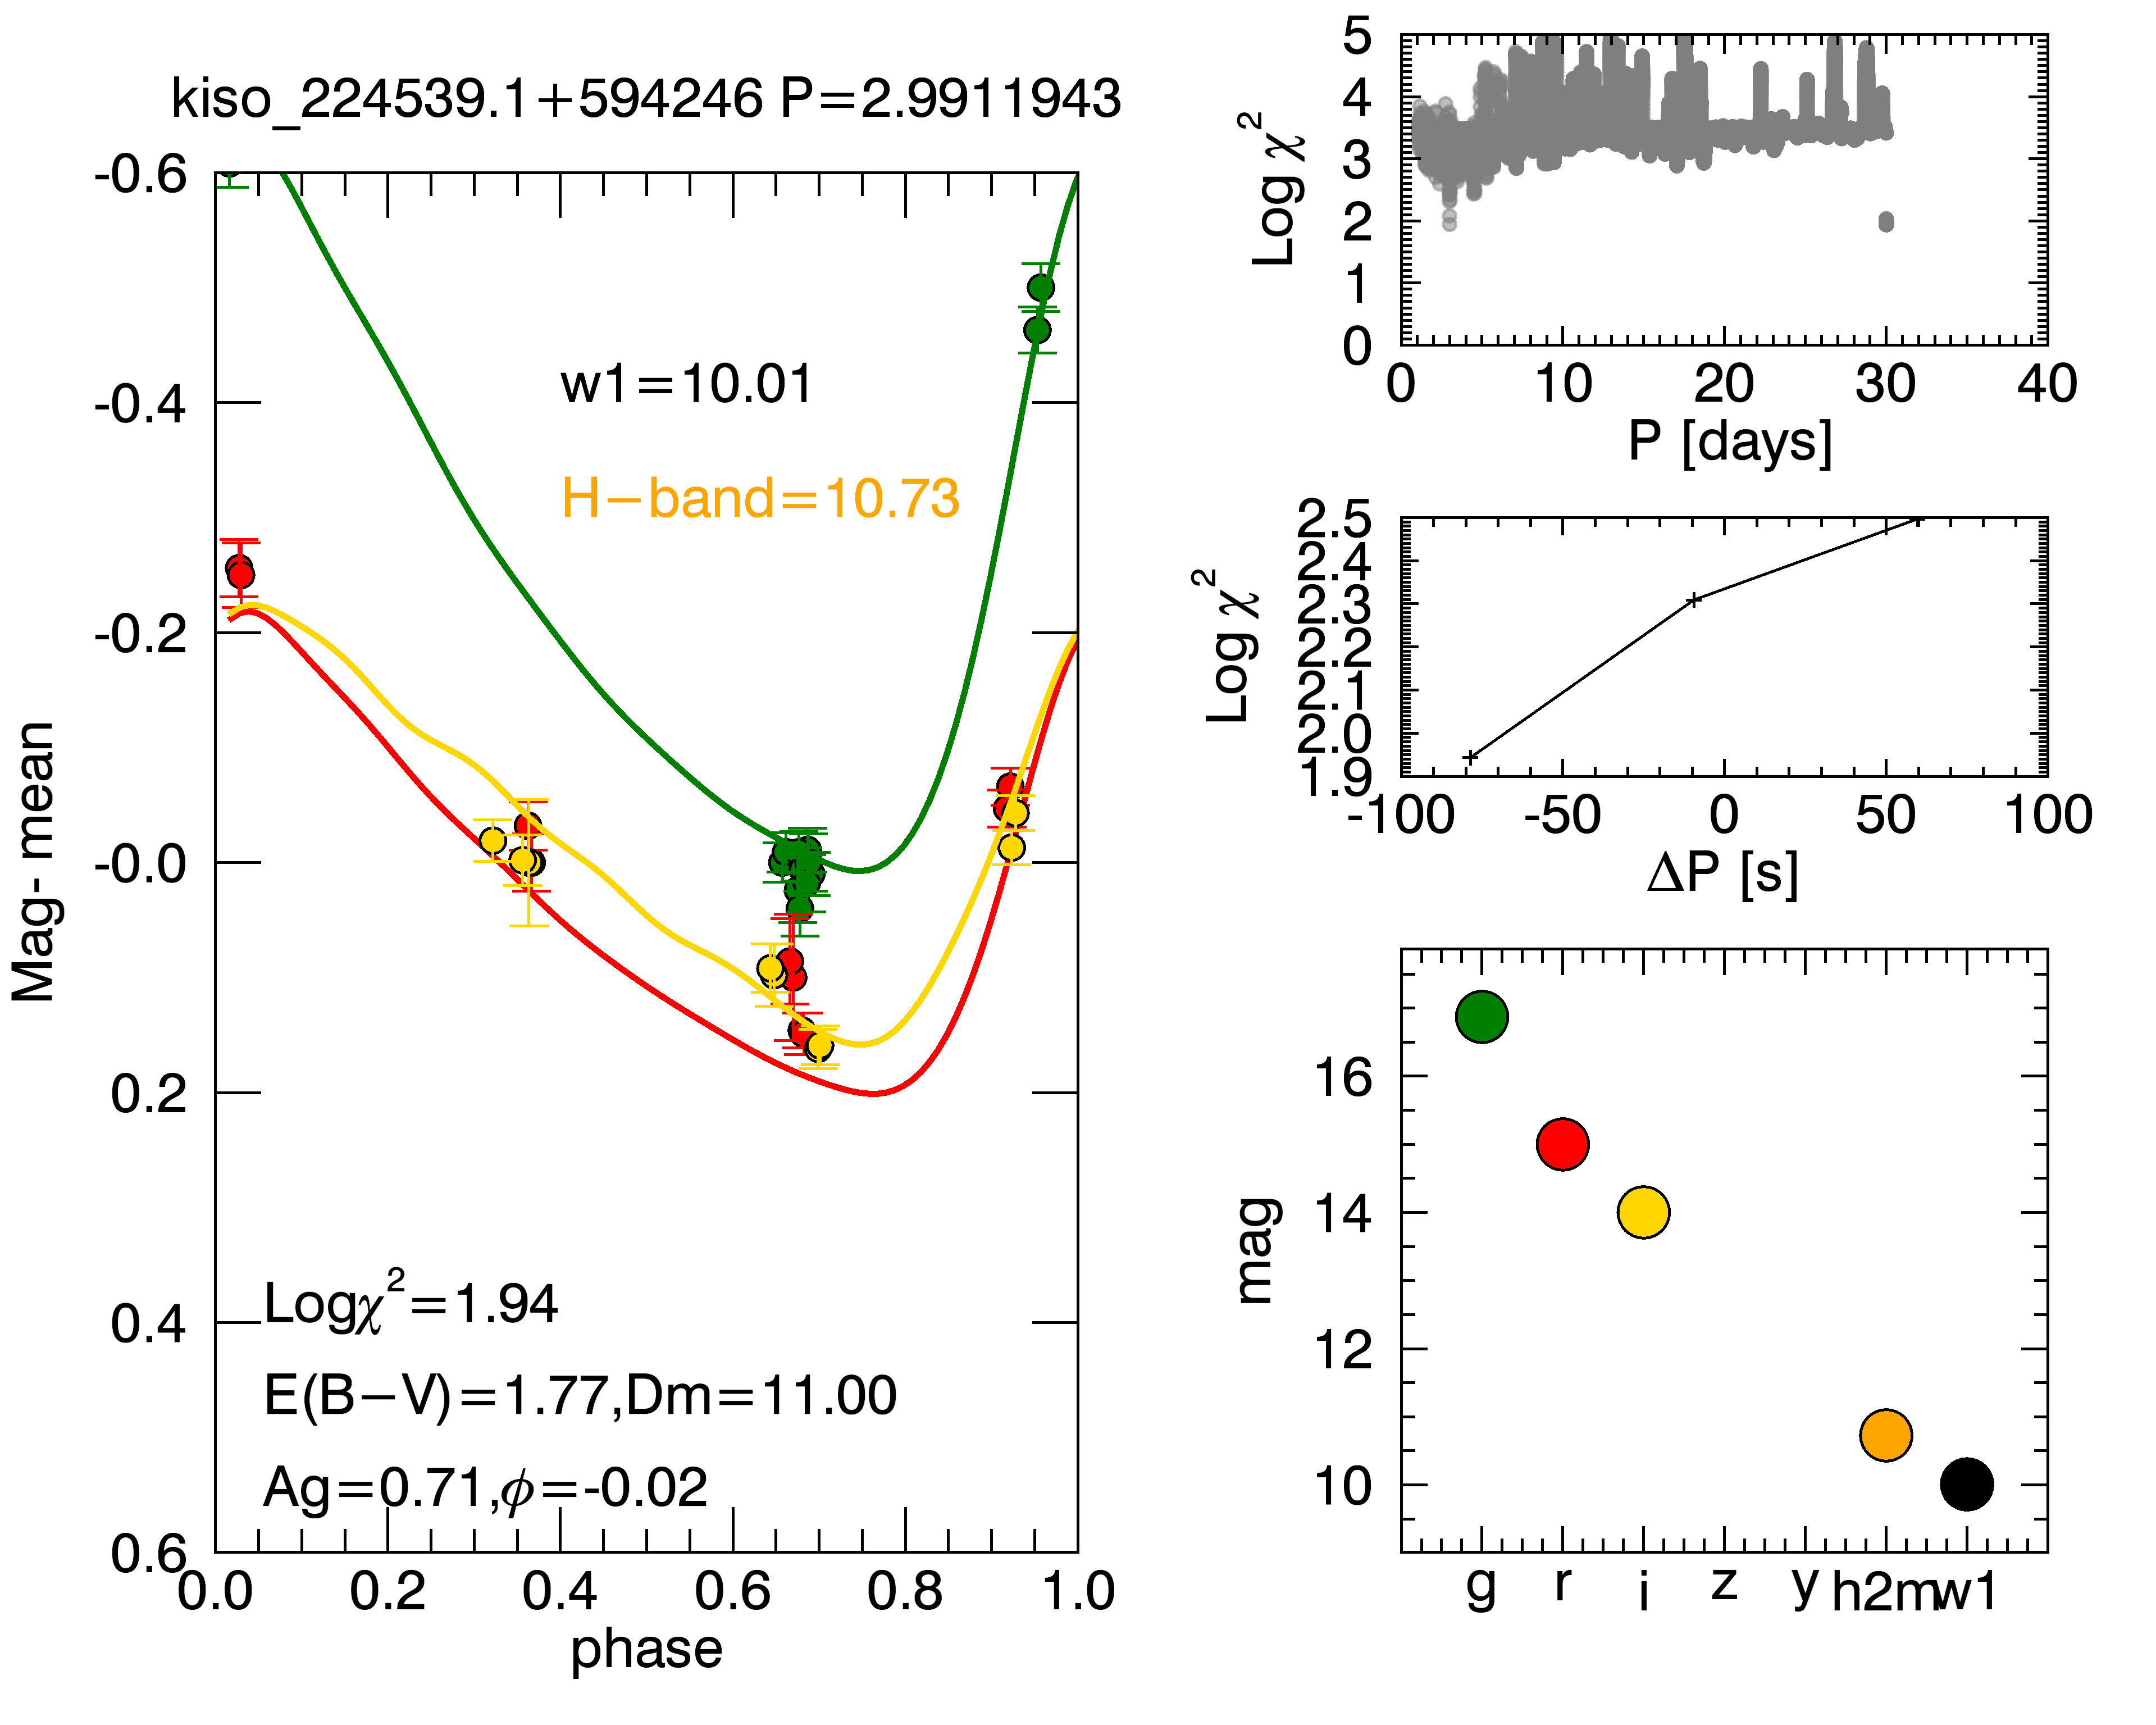 kiso_224539.1+594246 P=2.9911943
-0.6
-0.4
-0.2
-0.0
0.2
0.4
0.6
Mag- mean
w1=10.01
H−band=10.73
Logχ²=1.94
E(B−V)=1.77,Dm=11.00
Ag=0.71,ϕ=-0.02
0.0 0.2 0.4 0.6 0.8 1.0
phase
5
4
3
2
1
0
Log χ²
0 10 20 30 40
P [days]
2.5
2.4
2.3
2.2
2.1
2.0
1.9
Log χ²
-100 -50 0 50 100
ΔP [s]
16
14
12
10
mag
g r i z y h2m w1